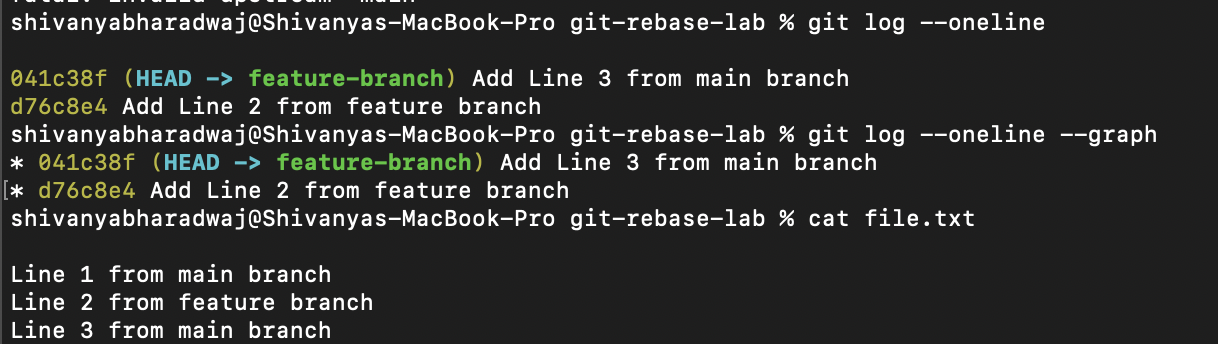 shivanyabharadwaj@Shivanyas-MacBook-Pro git-rebase-lab % git log --oneline
041c38f (HEAD -> feature-branch) Add Line 3 from main branch
d76c8e4 Add Line 2 from feature branch
shivanyabharadwaj@Shivanyas-MacBook-Pro git-rebase-lab % git log --oneline --graph
* 041c38f (HEAD -> feature-branch) Add Line 3 from main branch
[* d76c8e4 Add Line 2 from feature branch
shivanyabharadwaj@Shivanyas-MacBook-Pro git-rebase-lab % cat file.txt
Line 1 from main branch
Line 2 from feature branch
Line 3 from main branch